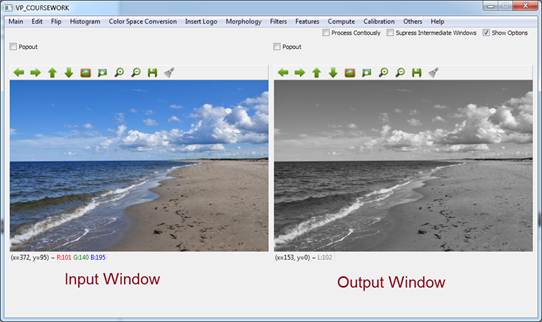 VP_COURSEWORK
Main Edit Flip Histogram Color Space Conversion Insert Logo Morphology Filters Features Compute Calibration Others Help
Process Contiously Supress Intermediate Windows Show Options
Popout Popout
(x=372, y=95) ~ R:101 G:140 B:195 (x=153, y=0) ~ L:102
Input Window Output Window